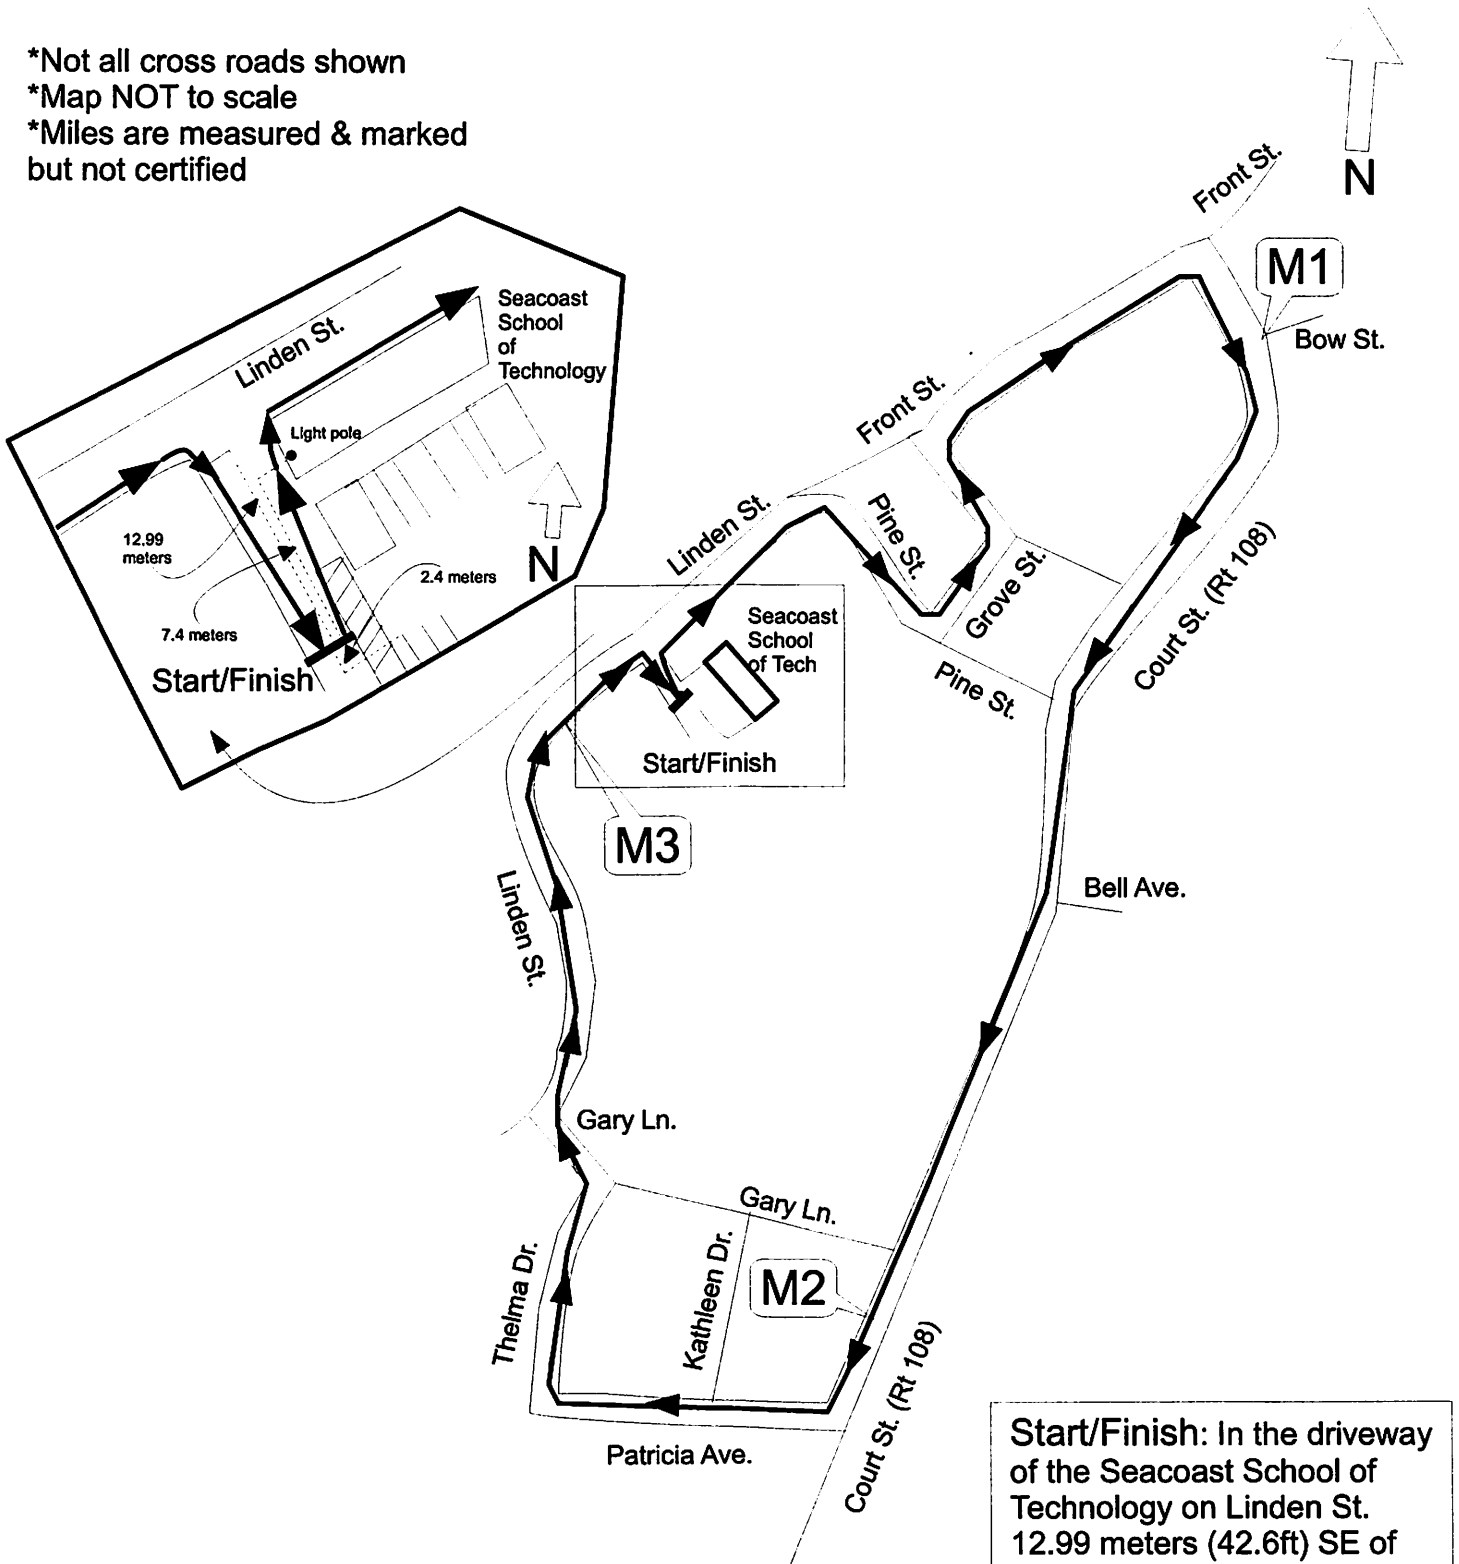 *Not all cross roads shown
*Map NOT to scale
*Miles are measured & marked
but not certified
N
Front St.
M1
Bow St.
Linden St.
Seacoast
School
of
Technology
Light pole
12.99
meters
7.4 meters
2.4 meters
N
Start/Finish
Front St.
Linden St.
Pine St.
Grove St.
Pine St.
Court St. (Rt 108)
Seacoast
School
of Tech
Start/Finish
M3
Linden St.
Bell Ave.
Gary Ln.
Gary Ln.
Thelma Dr.
Kathleen Dr.
M2
Court St. (Rt 108)
Patricia Ave.
Start/Finish: In the driveway
of the Seacoast School of
Technology on Linden St.
12.99 meters (42.6ft) SE of